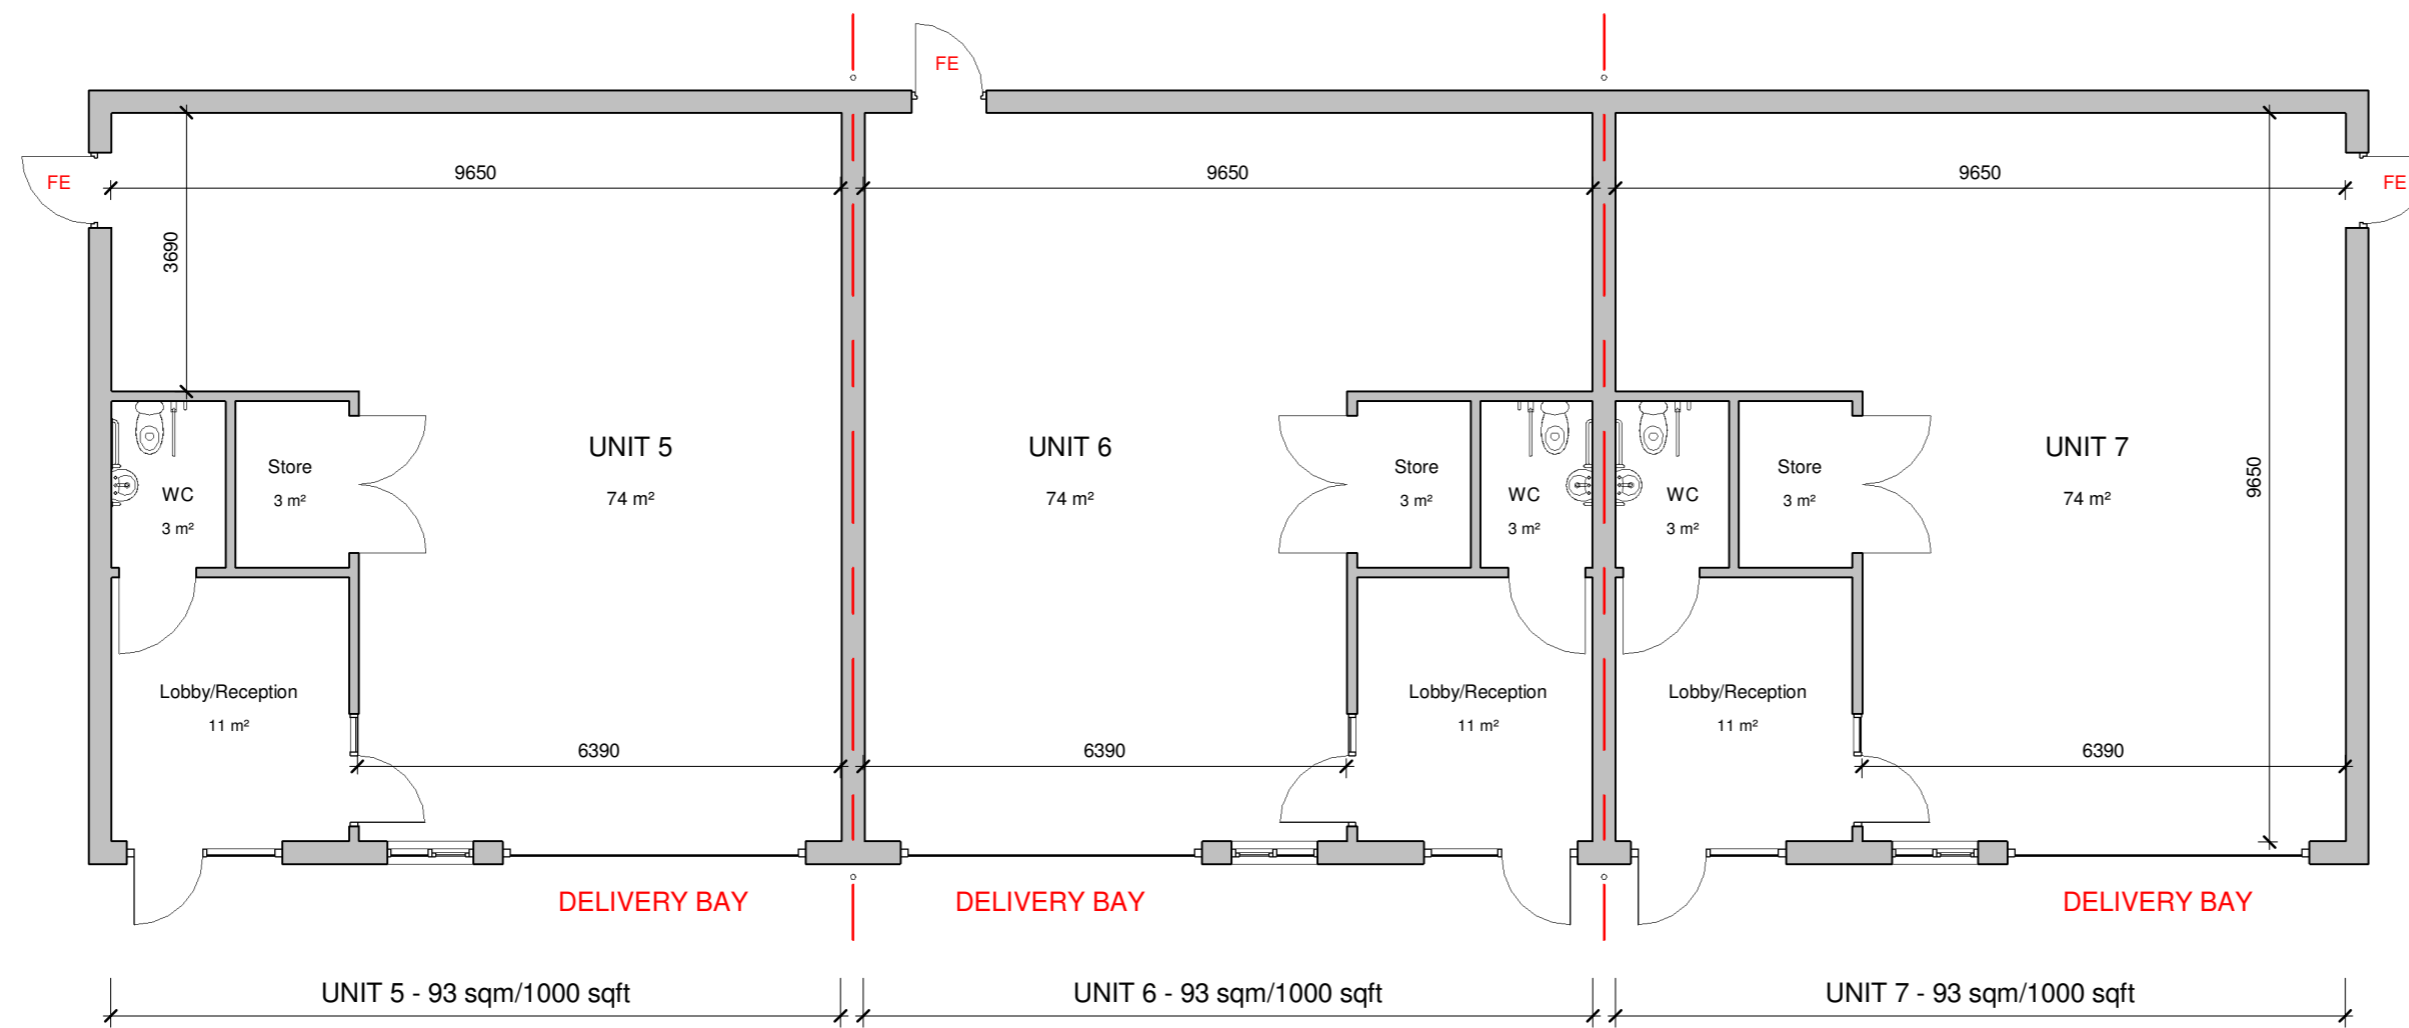 FE
FE
FE
9650
9650
9650
3690
9650
UNIT 5
74 m²
UNIT 6
74 m²
UNIT 7
74 m²
Store
3 m²
WC
3 m²
Store
3 m²
WC
3 m²
WC
3 m²
Store
3 m²
Lobby/Reception
11 m²
Lobby/Reception
11 m²
Lobby/Reception
11 m²
6390
6390
6390
DELIVERY BAY
DELIVERY BAY
DELIVERY BAY
UNIT 5 - 93 sqm/1000 sqft
UNIT 6 - 93 sqm/1000 sqft
UNIT 7 - 93 sqm/1000 sqft